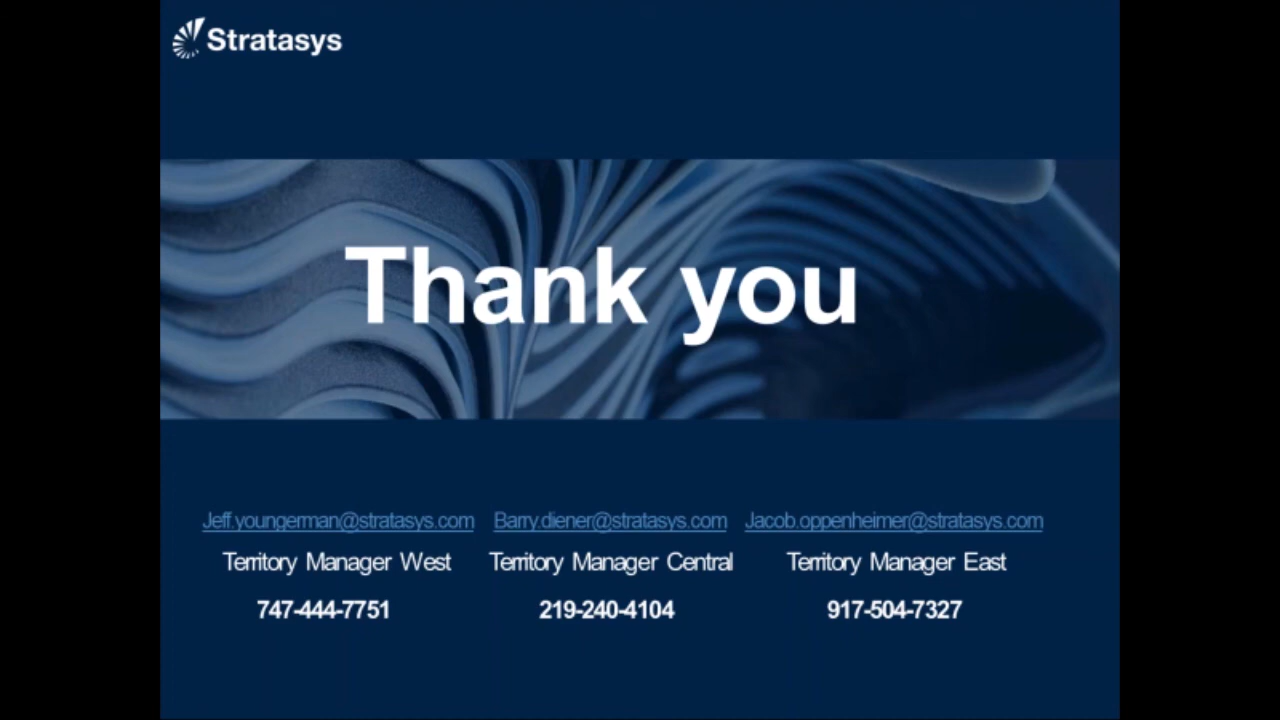 Stratasys
Thank you
Jeff.youngerman@stratasys.com Barry.diener@stratasys.com Jacob.oppenheimer@stratasys.com
Territory Manager West Territory Manager Central Territory Manager East
747-444-7751 219-240-4104 917-504-7327